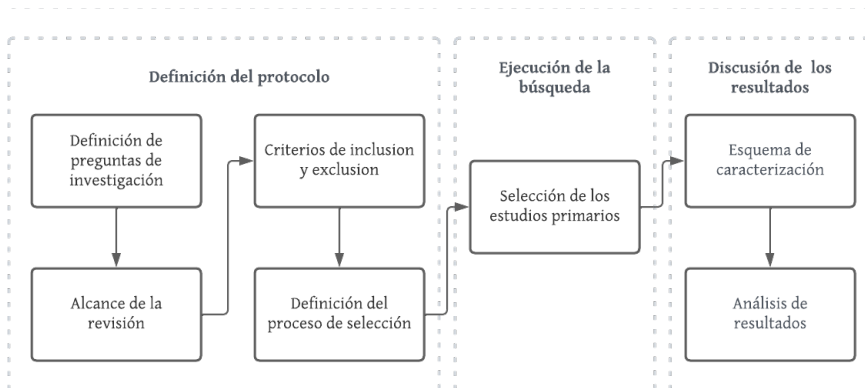 Definición del protocolo
Definición de
preguntas de
investigación
Alcance de la
revisión
Criterios de inclusion
y exclusion
Definición del
proceso de selección
Ejecución de la
búsqueda
Selección de los
estudios primarios
Discusión de los
resultados
Esquema de
caracterización
Análisis de
resultados